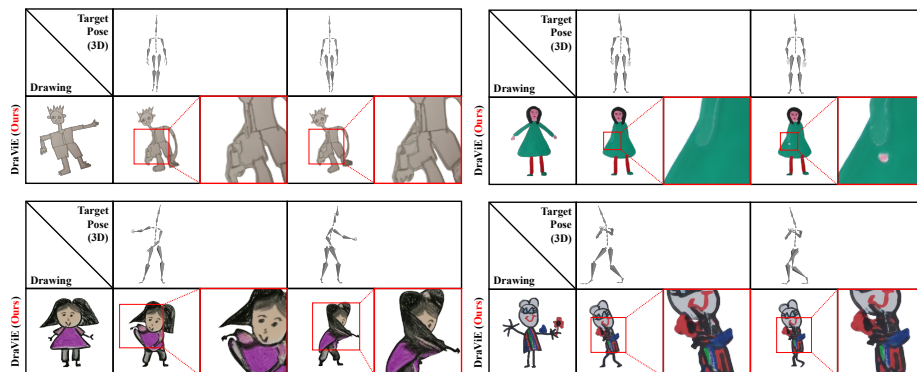 Target
Pose
(3D)
Drawing
DraViE (Ours)
Target
Pose
(3D)
Drawing
DraViE (Ours)
Target
Pose
(3D)
Drawing
DraViE (Ours)
Target
Pose
(3D)
Drawing
DraViE (Ours)